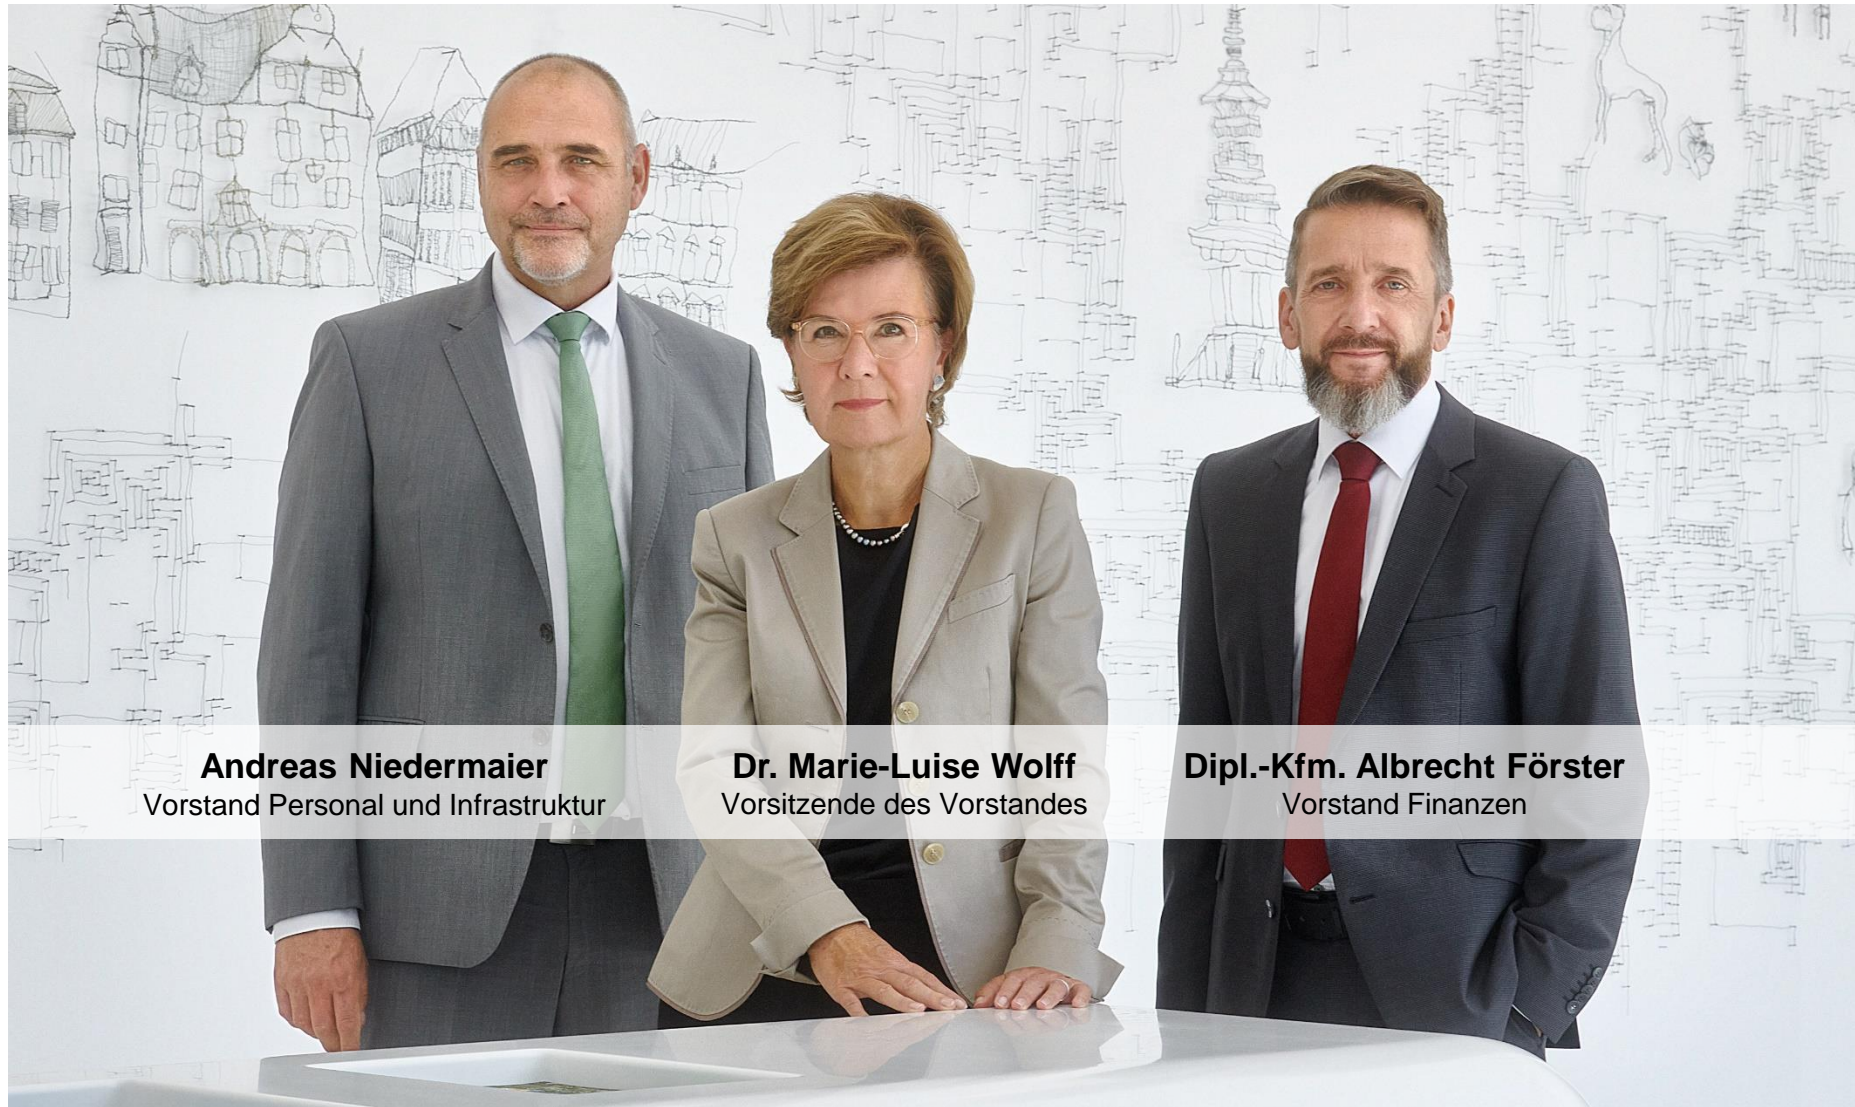 Andreas Niedermaier
Vorstand Personal und Infrastruktur
Dr. Marie-Luise Wolff
Vorsitzende des Vorstandes
Dipl.-Kfm. Albrecht Förster
Vorstand Finanzen